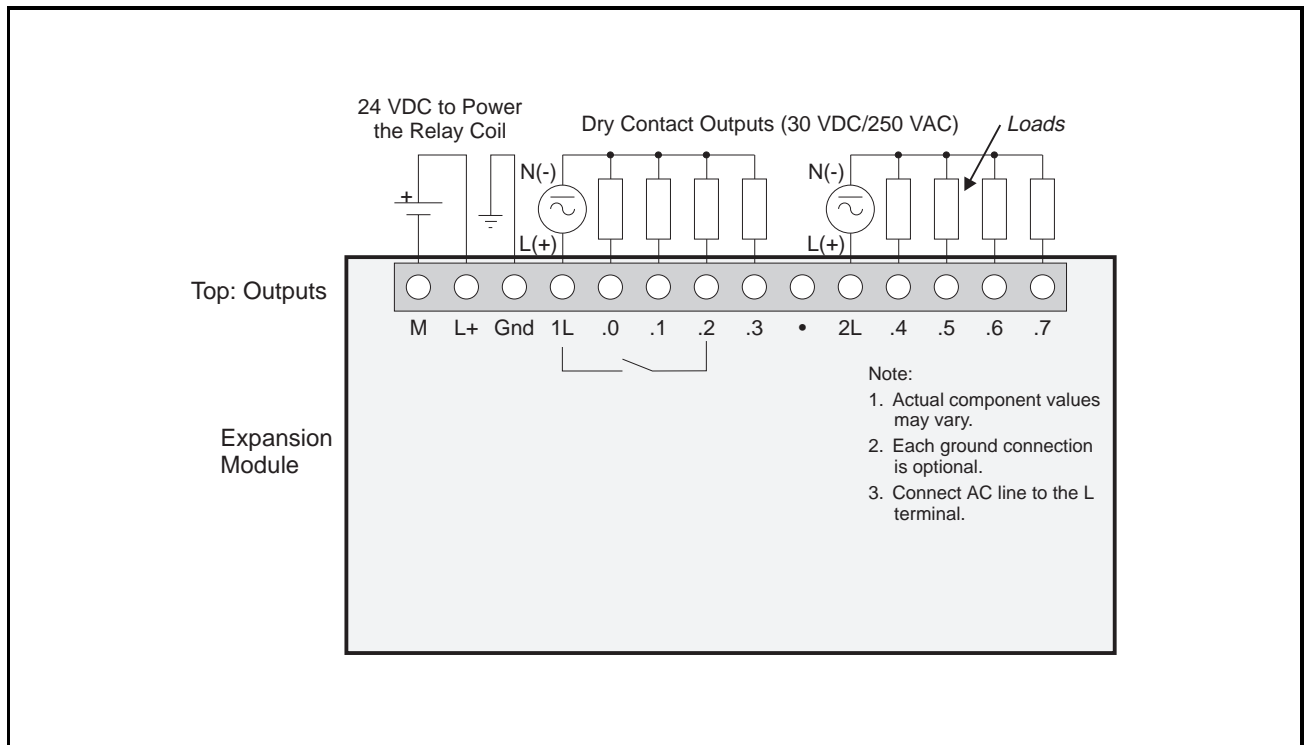 24 VDC to Power
the Relay Coil
Dry Contact Outputs (30 VDC/250 VAC)
Loads
N(-)
N(-)
+
L(+)
L(+)
Top: Outputs
M L+ Gnd 1L .0 .1 .2 .3 • 2L .4 .5 .6 .7
Expansion
Module
Note:
1. Actual component values
may vary.
2. Each ground connection
is optional.
3. Connect AC line to the L
terminal.